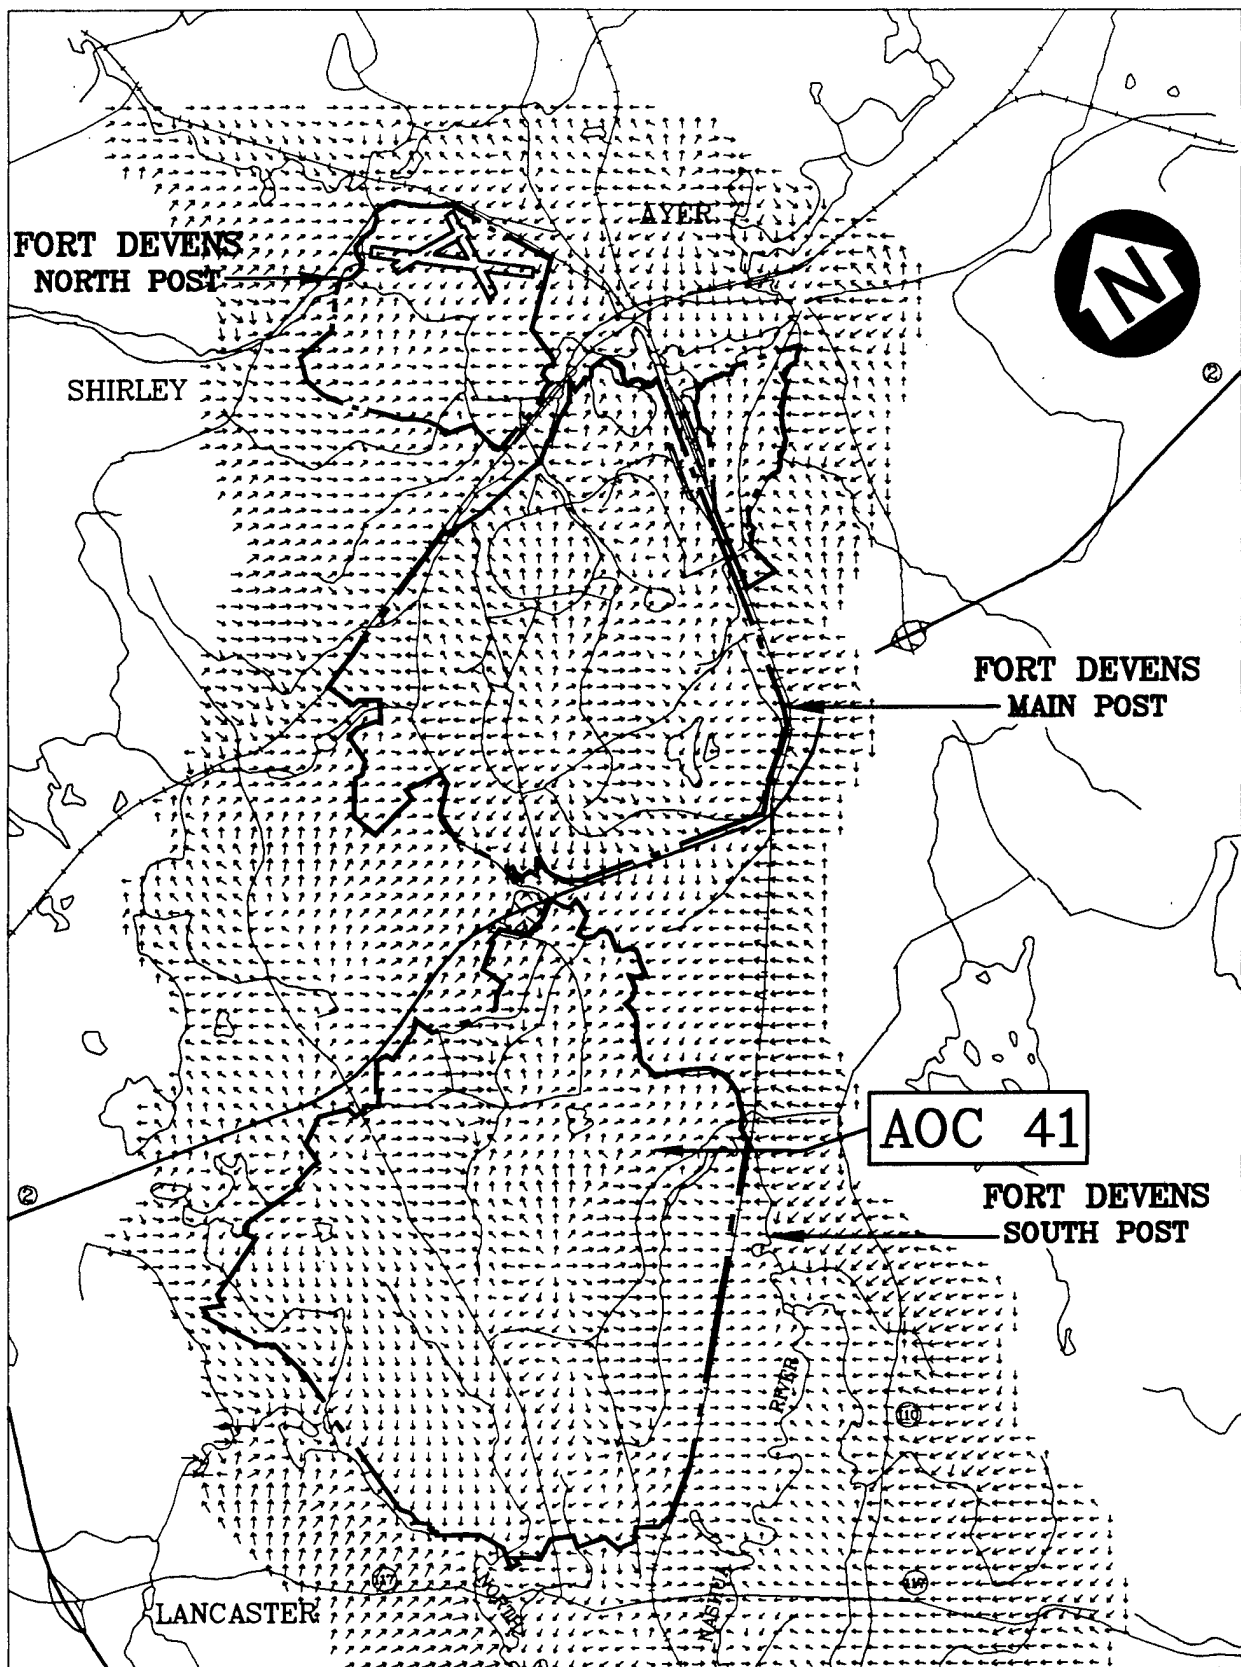 AYER
FORT DEVENS
NORTH POST
N
SHIRLEY
2
FORT DEVENS
MAIN POST
AOC 41
2
FORT DEVENS
SOUTH POST
RIVER
110
117
117
NORTH
NASHUA
LANCASTER